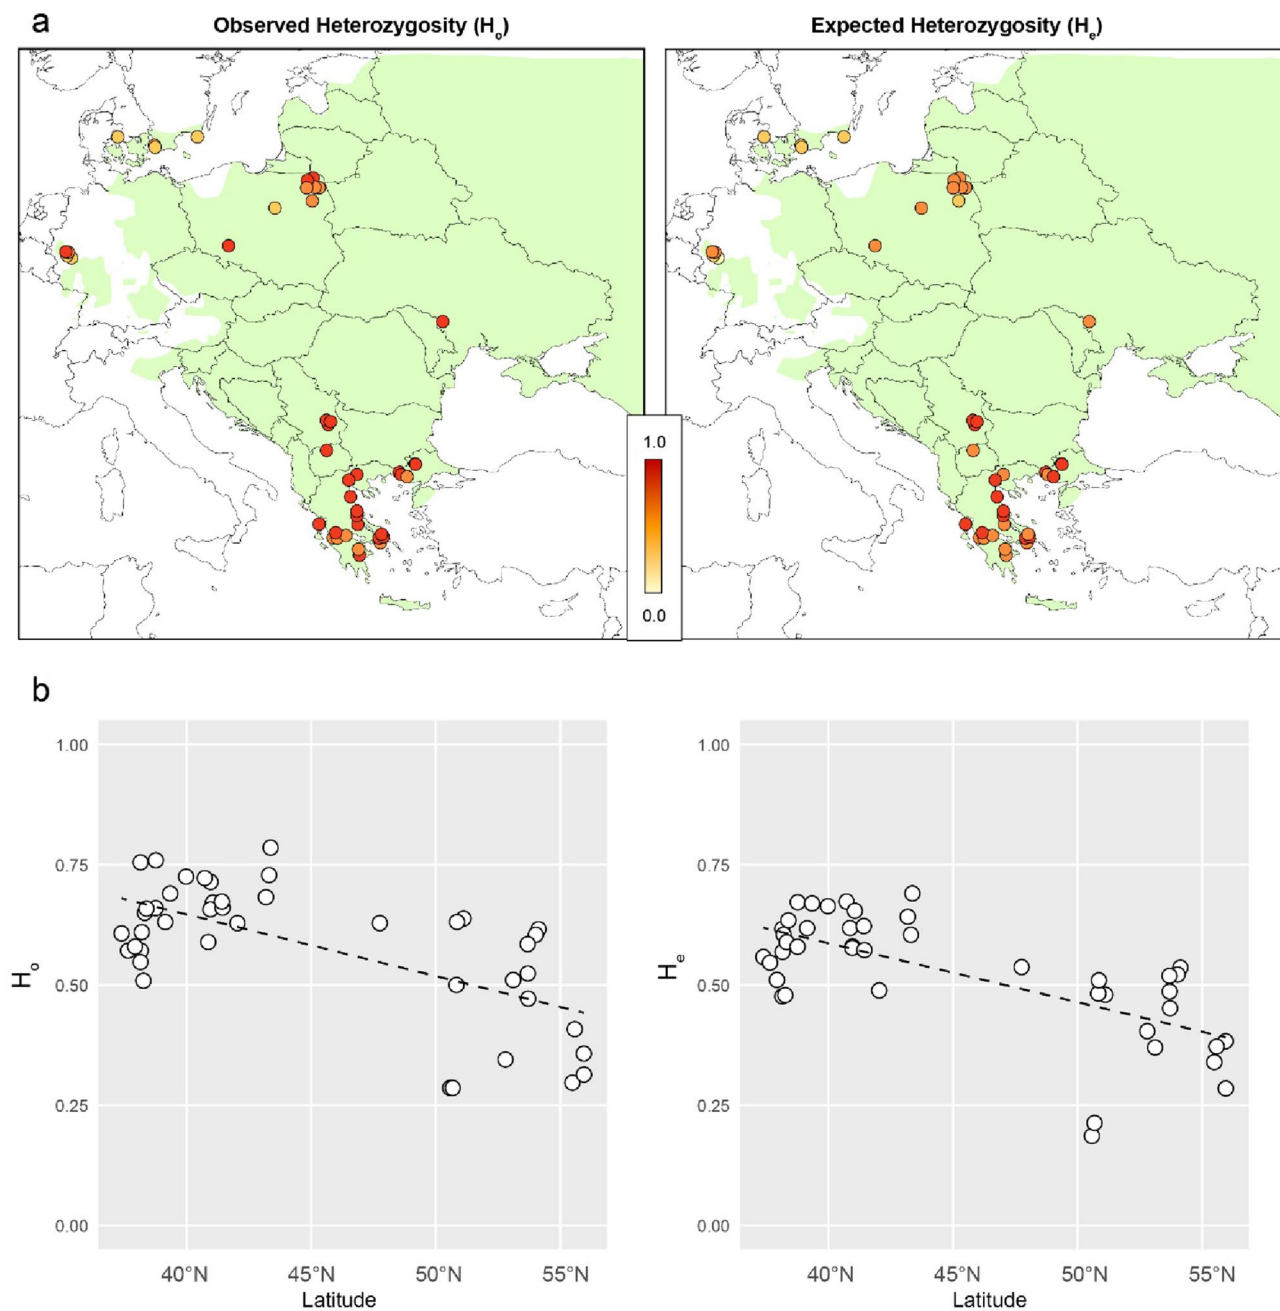 a
Observed Heterozygosity (Hₒ)
Expected Heterozygosity (Hₑ)
1.0
0.0
b
1.00
0.75
0.50
0.25
0.00
Hₒ
40°N 45°N 50°N 55°N
Latitude
1.00
0.75
0.50
0.25
0.00
Hₑ
40°N 45°N 50°N 55°N
Latitude